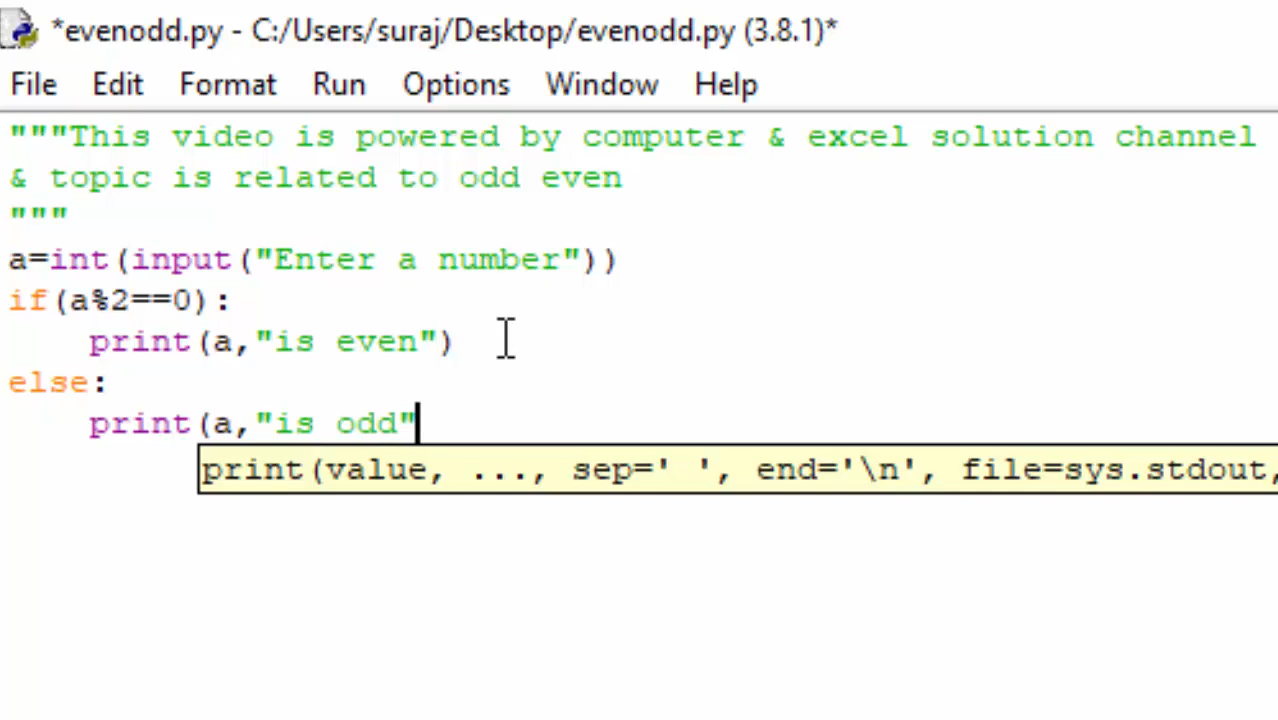 *evenodd.py - C:/Users/suraj/Desktop/evenodd.py (3.8.1)*
File Edit Format Run Options Window Help
"""This video is powered by computer & excel solution channel
& topic is related to odd even
"""
a=int(input("Enter a number"))
if(a%2==0):
    print(a,"is even")
else:
    print(a,"is odd"
print(value, ..., sep=' ', end='\n', file=sys.stdout,